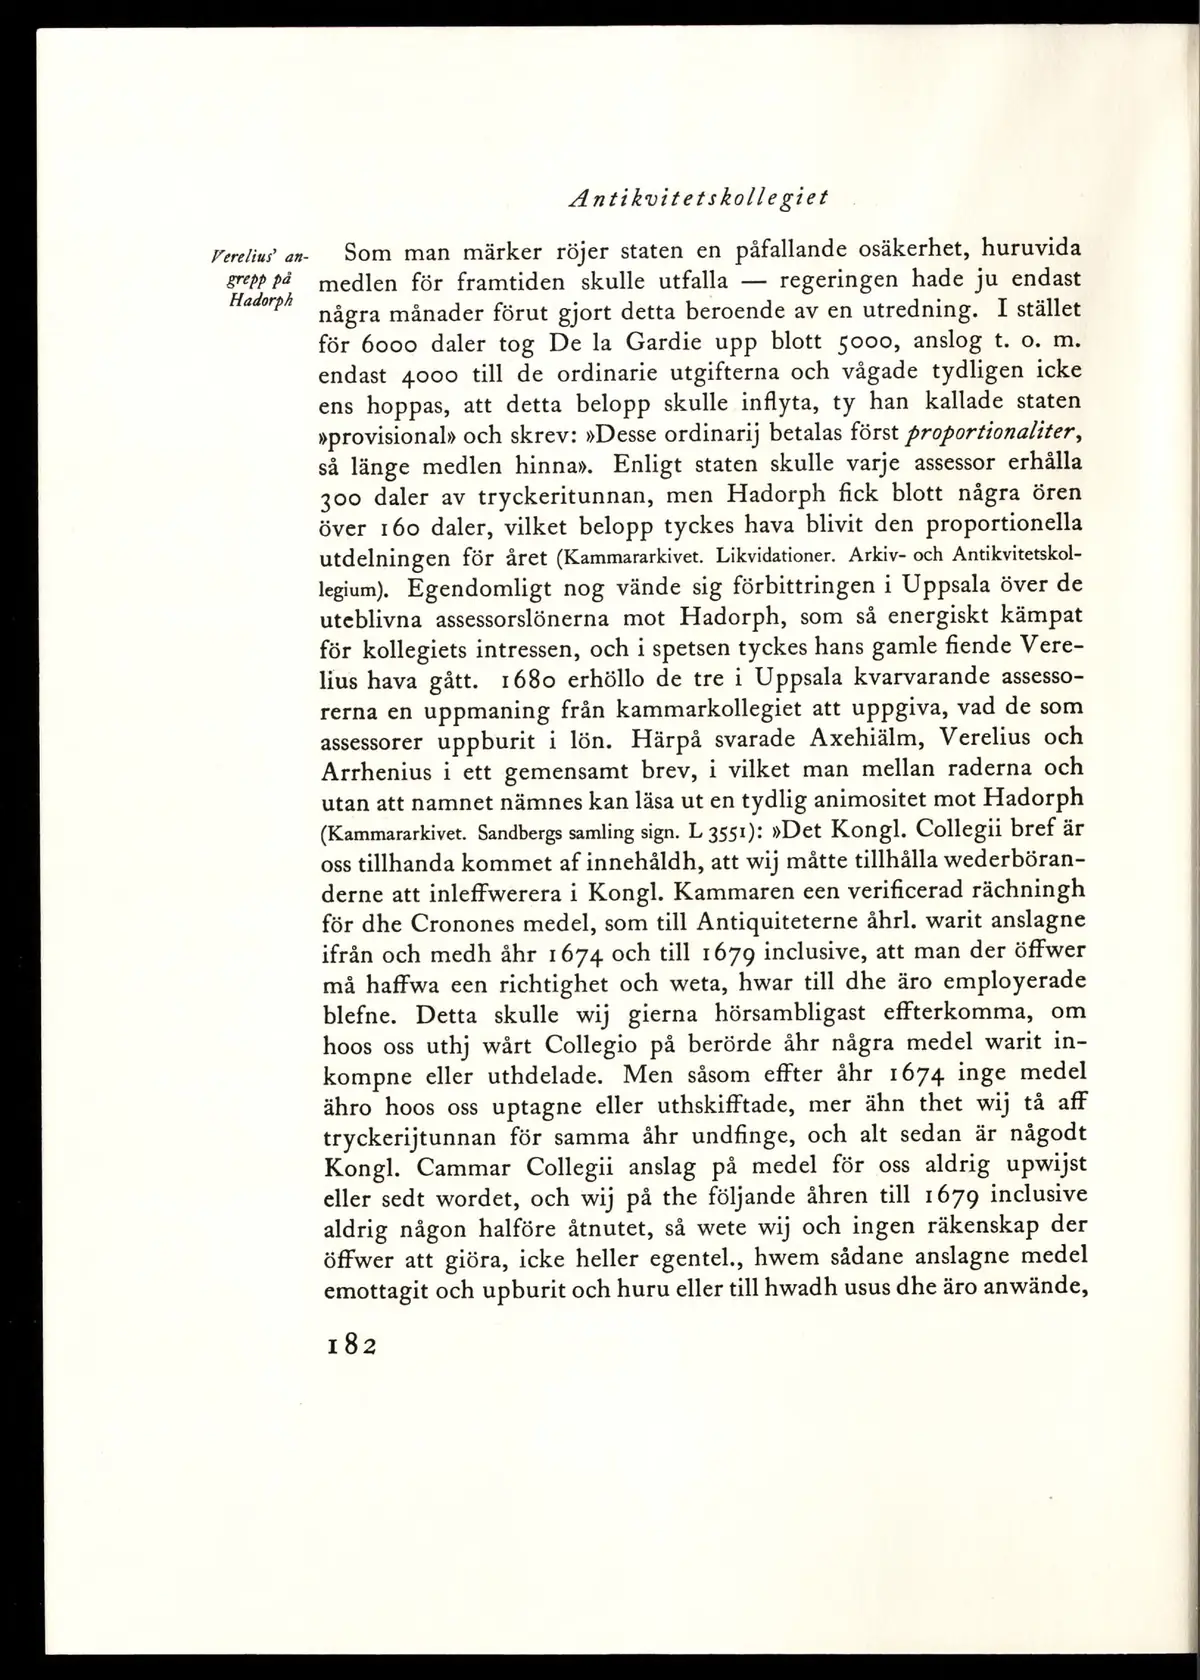 Antikvitetskollegiet
Verelius' an-
grepp på
Hadorph
Som man märker röjer staten en påfallande osäkerhet, huruvida
medlen för framtiden skulle utfalla — regeringen hade ju endast
några månader förut gjort detta beroende av en utredning. I stället
för 6000 daler tog De la Gardie upp blott 5000, anslog t. o. m.
endast 4000 till de ordinarie utgifterna och vågade tydligen icke
ens hoppas, att detta belopp skulle inflyta, ty han kallade staten
»provisional» och skrev: »Desse ordinarij betalas först proportionaliter,
så länge medlen hinna». Enligt staten skulle varje assessor erhålla
300 daler av tryckeritunnan, men Hadorph fick blott några ören
över 160 daler, vilket belopp tyckes hava blivit den proportionella
utdelningen för året (Kammararkivet. Likvidationer. Arkiv- och Antikvitetskol-
legium). Egendomligt nog vände sig förbittringen i Uppsala över de
uteblivna assessorslönerna mot Hadorph, som så energiskt kämpat
för kollegiets intressen, och i spetsen tyckes hans gamle fiende Vere-
lius hava gått. 1680 erhöllo de tre i Uppsala kvarvarande assesso-
rerna en uppmaning från kammarkollegiet att uppgiva, vad de som
assessorer uppburit i lön. Härpå svarade Axehiälm, Verelius och
Arrhenius i ett gemensamt brev, i vilket man mellan raderna och
utan att namnet nämnes kan läsa ut en tydlig animositet mot Hadorph
(Kammararkivet. Sandbergs samling sign. L 3551): »Det Kongl. Collegii bref är
oss tillhanda kommet af innehåldh, att wij måtte tillhålla wederböran-
derne att inleffwerera i Kongl. Kammaren een verificerad rächningh
för dhe Cronones medel, som till Antiquiteterne åhrl. warit anslagne
ifrån och medh åhr 1674 och till 1679 inclusive, att man der öffwer
må haffwa een richtighet och weta, hwar till dhe äro employerade
blefne. Detta skulle wij gierna hörsambligast effterkomma, om
hoos oss uthj wårt Collegio på berörde åhr några medel warit in-
kompne eller uthdelade. Men såsom effter åhr 1674 inge medel
ähro hoos oss uptagne eller uthskifftade, mer ähn thet wij tå aff
tryckerijtunnan för samma åhr undfinge, och alt sedan är någodt
Kongl. Cammar Collegii anslag på medel för oss aldrig upwijst
eller sedt wordet, och wij på the följande åhren till 1679 inclusive
aldrig någon halföre åtnutet, så wete wij och ingen räkenskap der
öffwer att giöra, icke heller egentel., hwem sådane anslagne medel
emottagit och upburit och huru eller till hwadh usus dhe äro anwände,
182